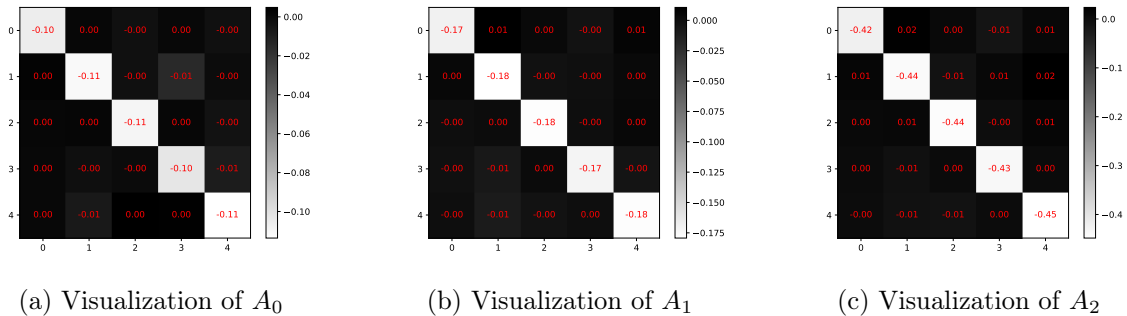 0 -0.10 0.00 -0.00 0.00 -0.00
1 0.00 -0.11 -0.00 -0.01 -0.00
2 0.00 0.00 -0.11 0.00 -0.00
3 0.00 -0.00 -0.00 -0.10 -0.01
4 0.00 -0.01 0.00 0.00 -0.11
0 1 2 3 4
0.00
−0.02
−0.04
−0.06
−0.08
−0.10
0 -0.17 0.01 0.00 -0.00 0.01
1 0.00 -0.18 -0.00 -0.00 -0.00
2 -0.00 0.00 -0.18 -0.00 0.00
3 -0.00 -0.01 -0.00 -0.17 -0.00
4 -0.00 -0.01 -0.00 -0.00 -0.18
0 1 2 3 4
0.000
−0.025
−0.050
−0.075
−0.100
−0.125
−0.150
−0.175
0 -0.42 0.02 0.00 -0.01 0.01
1 0.01 -0.44 -0.01 0.01 0.02
2 0.00 0.01 -0.44 -0.00 0.01
3 0.00 -0.01 0.00 -0.43 0.00
4 -0.00 -0.01 -0.01 0.00 -0.45
0 1 2 3 4
0.0
−0.1
−0.2
−0.3
−0.4
(a) Visualization of A₀
(b) Visualization of A₁
(c) Visualization of A₂